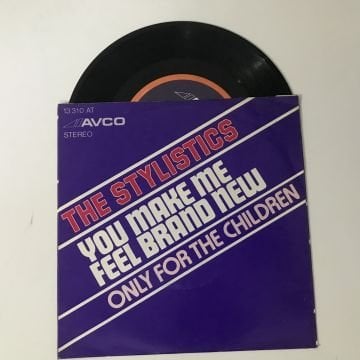 13 310 AT
AVCO
STEREO
THE STYLISTICS
YOU MAKE ME
FEEL BRAND NEW
ONLY FOR THE CHILDREN